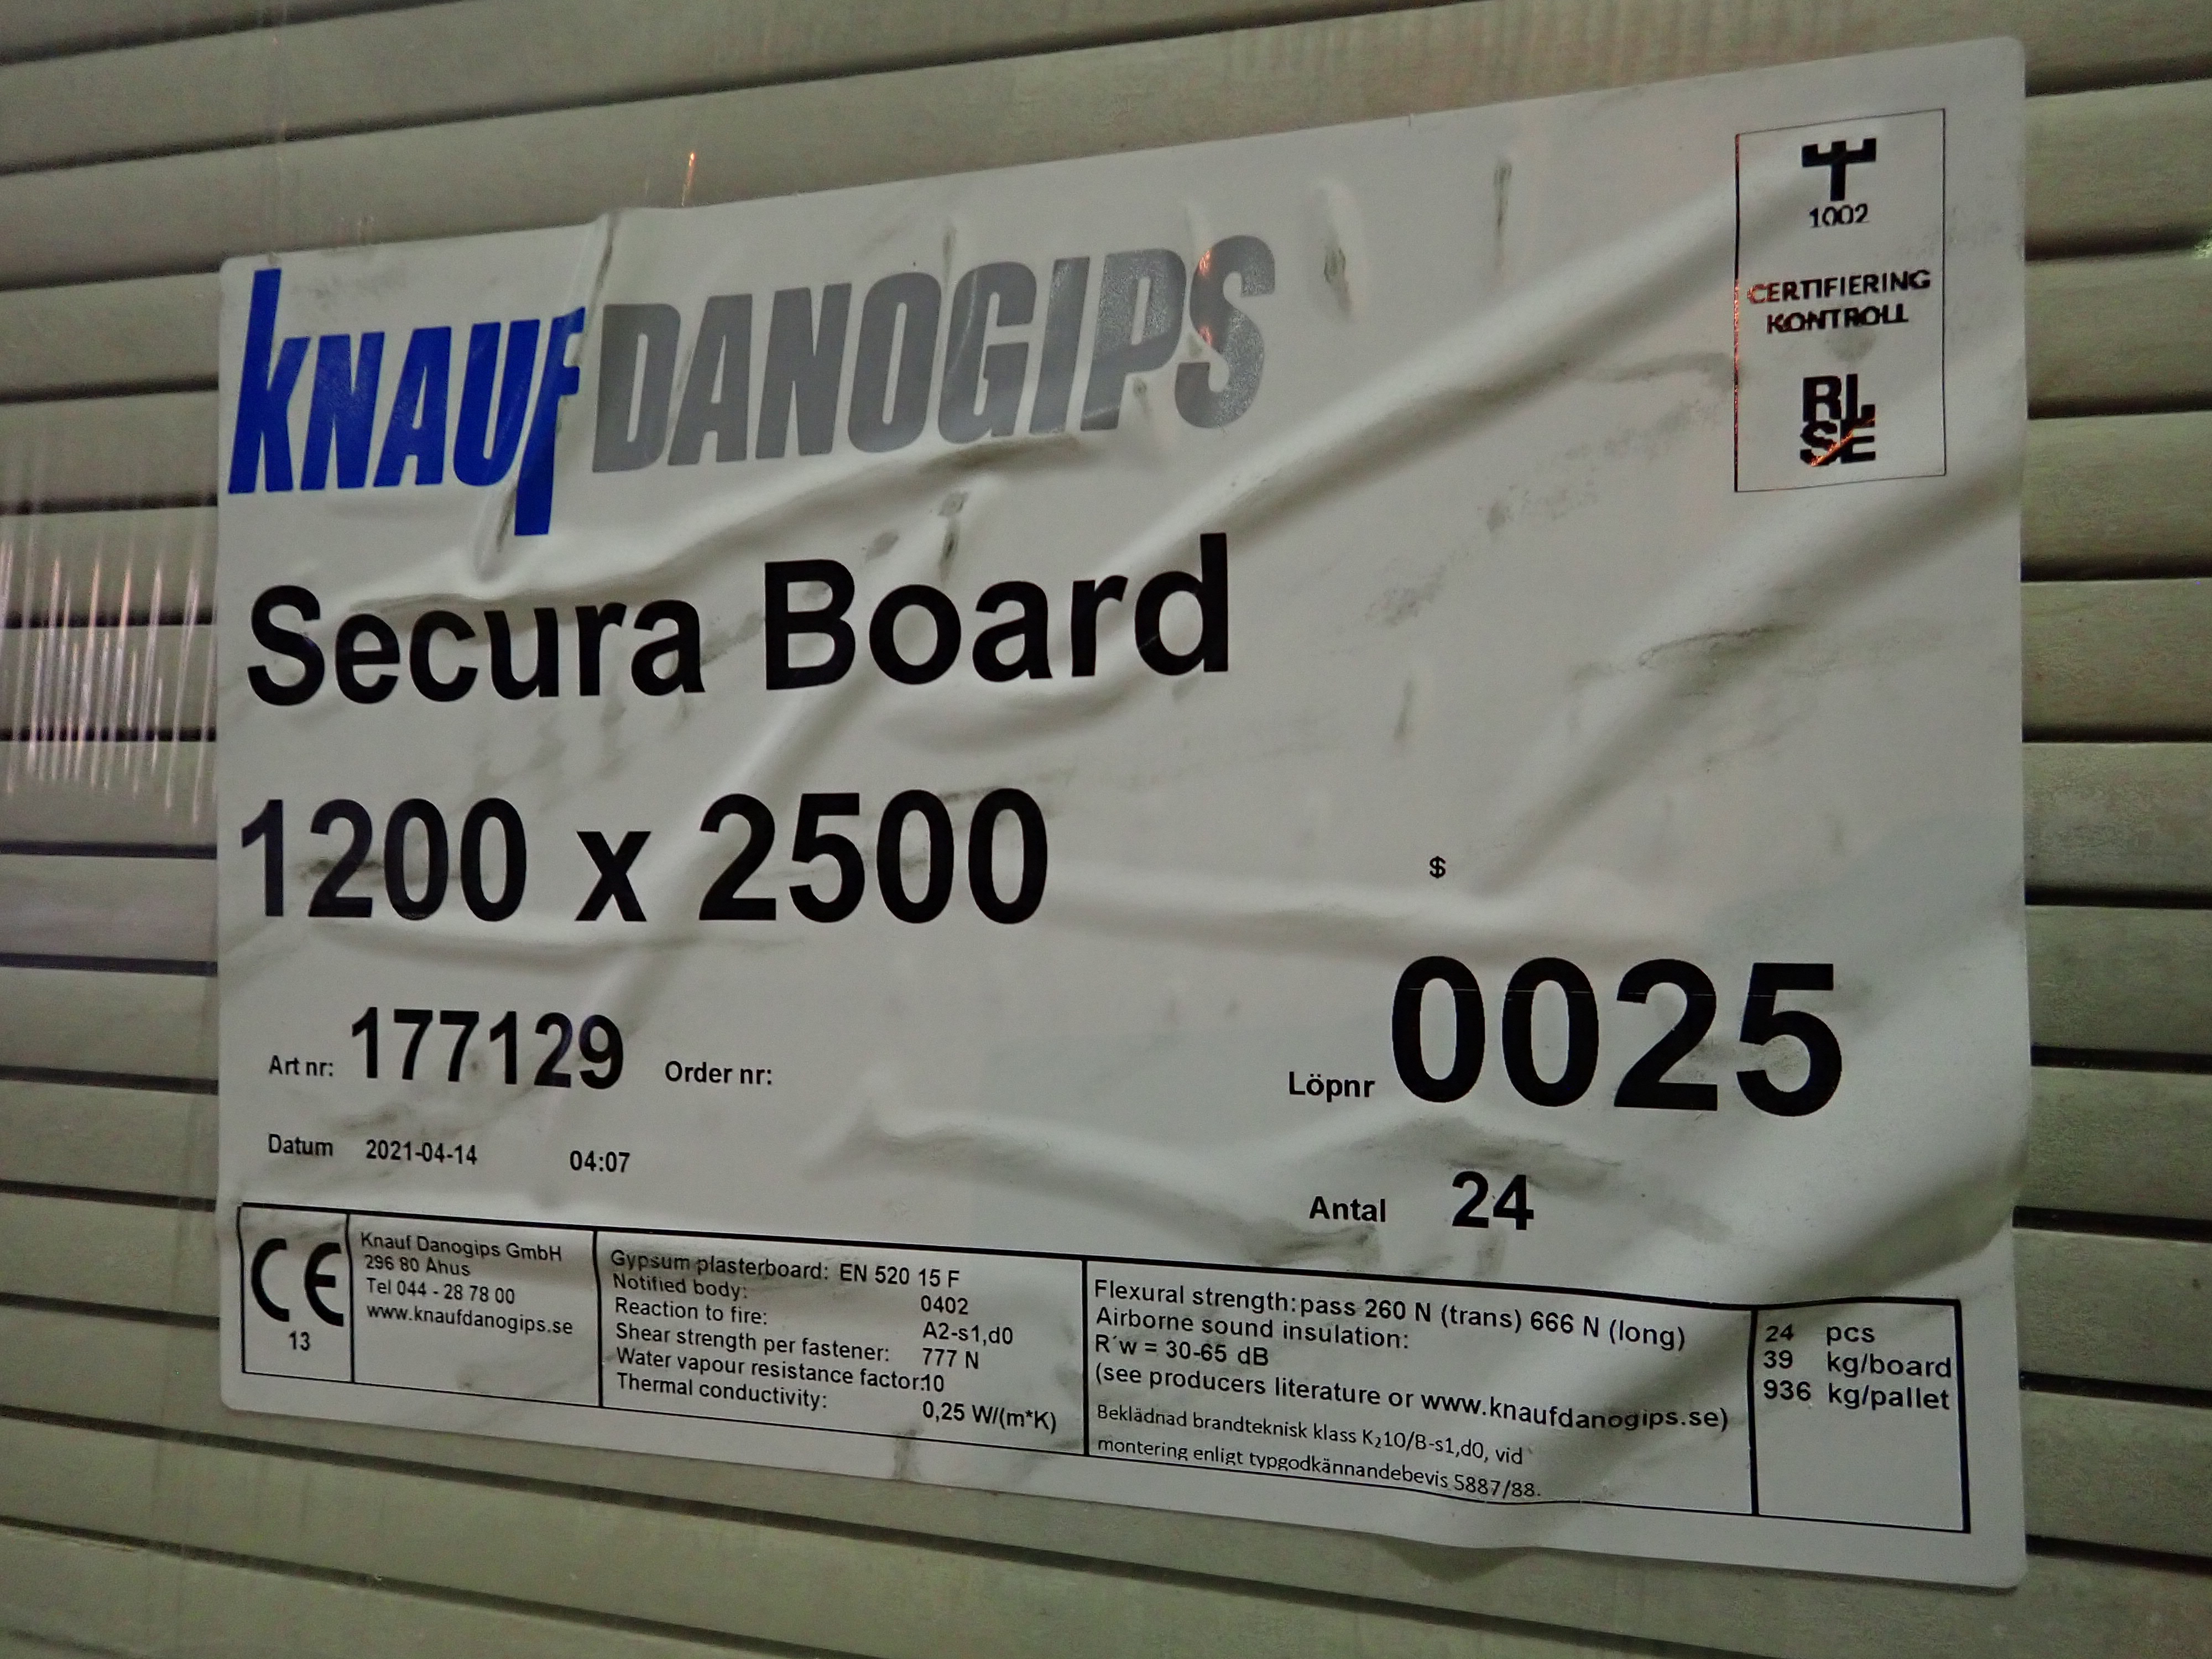 KNAUF DANOGIPS
1002
CERTIFIERING
KONTROLL
RI
SE
Secura Board
1200 x 2500
$
Art nr: 177129 Order nr:
Löpnr 0025
Datum 2021-04-14 04:07
Antal 24
CE
13
Knauf Danogips GmbH
296 80 Åhus
Tel 044 - 28 78 00
www.knaufdanogips.se
Gypsum plasterboard: EN 520 15 F
Notified body: 0402
Reaction to fire: A2-s1,d0
Shear strength per fastener: 777 N
Water vapour resistance factor:10
Thermal conductivity: 0,25 W/(m*K)
Flexural strength:pass 260 N (trans) 666 N (long)
Airborne sound insulation:
R´w = 30-65 dB
(see producers literature or www.knaufdanogips.se)
Beklädnad brandteknisk klass K₂10/B-s1,d0, vid
montering enligt typgodkännandebevis 5887/88.
24 pcs
39 kg/board
936 kg/pallet